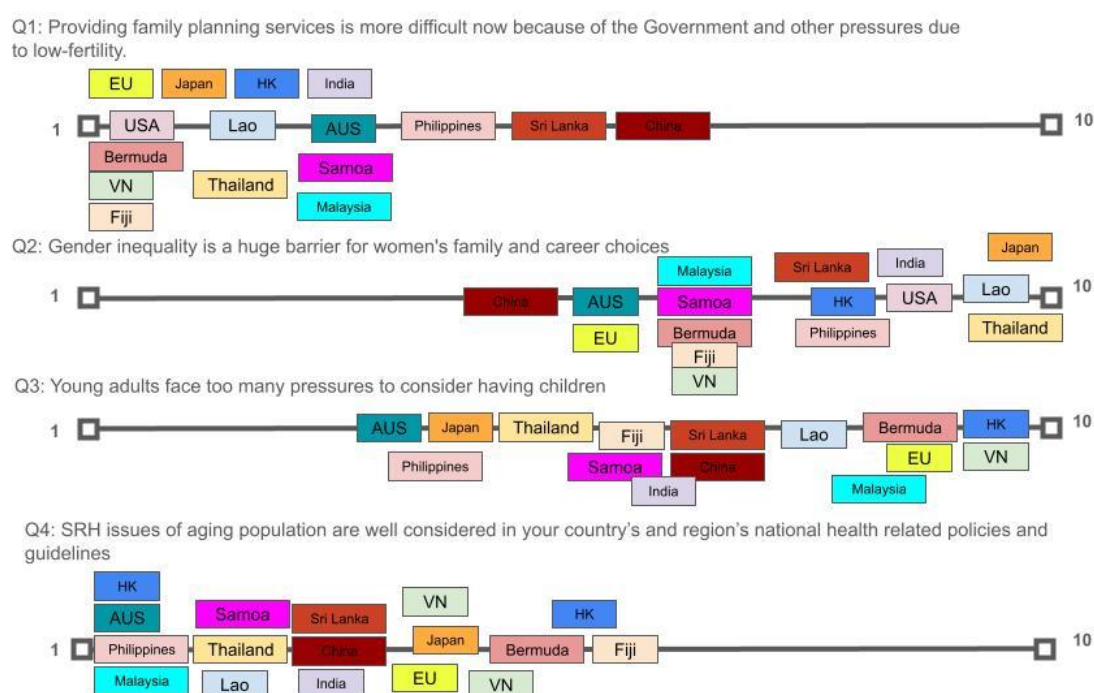 Q1: Providing family planning services is more difficult now because of the Government and other pressures due
to low-fertility.
EU Japan HK India
1 USA Lao AUS Philippines Sri Lanka China 10
Bermuda Samoa
VN Thailand
Malaysia
Fiji
Q2: Gender inequality is a huge barrier for women's family and career choices
Japan
Malaysia Sri Lanka India
1 China AUS Samoa HK USA Lao 10
EU Bermuda Philippines Thailand
Fiji
VN
Q3: Young adults face too many pressures to consider having children
1 AUS Japan Thailand Fiji Sri Lanka Lao Bermuda HK 10
Philippines Samoa China EU VN
India Malaysia
Q4: SRH issues of aging population are well considered in your country's and region's national health related policies and
guidelines
HK
VN
AUS Samoa Sri Lanka HK
1 Philippines Thailand China Japan Bermuda Fiji 10
Malaysia Lao India EU VN